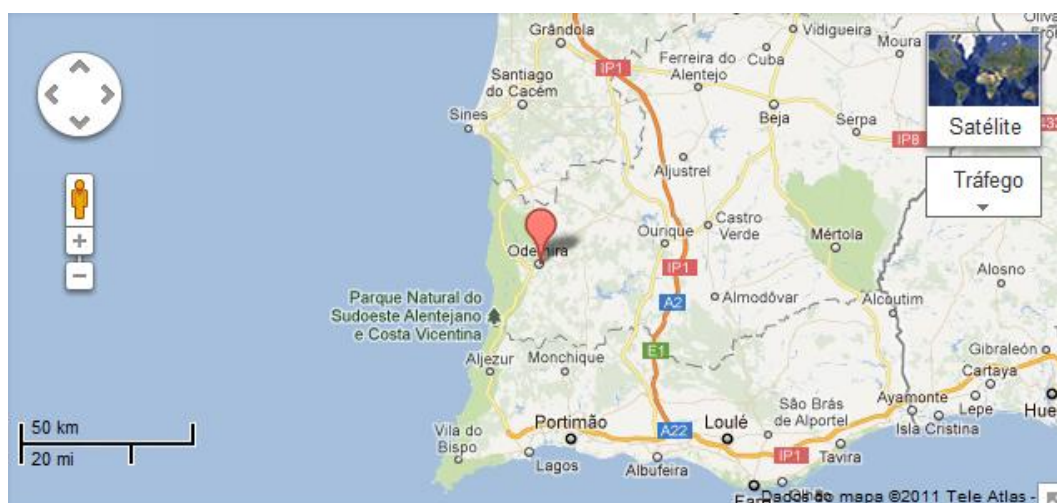 Grândola
Vidigueira
Moura
IP1
Ferreira do
Alentejo
Cuba
Santiago
do Cacém
Sines
Beja
Serpa
IP8
Satélite
Tráfego
Aljustrel
Castro
Verde
Ourique
Mértola
Odemira
IP1
A2
Almodôvar
Alosno
Alcoutim
Parque Natural do
Sudoeste Alentejano
e Costa Vicentina
E1
Aljezur
Monchique
Gibraleón
Cartaya
Ayamonte
Lepe
Isla Cristina
São Brás
de Alportel
Portimão
A22
Loulé
50 km
20 mi
Vila do
Bispo
Lagos
Albufeira
IP1
Tavira
Olhão
Dados do mapa ©2011 Tele Atlas -